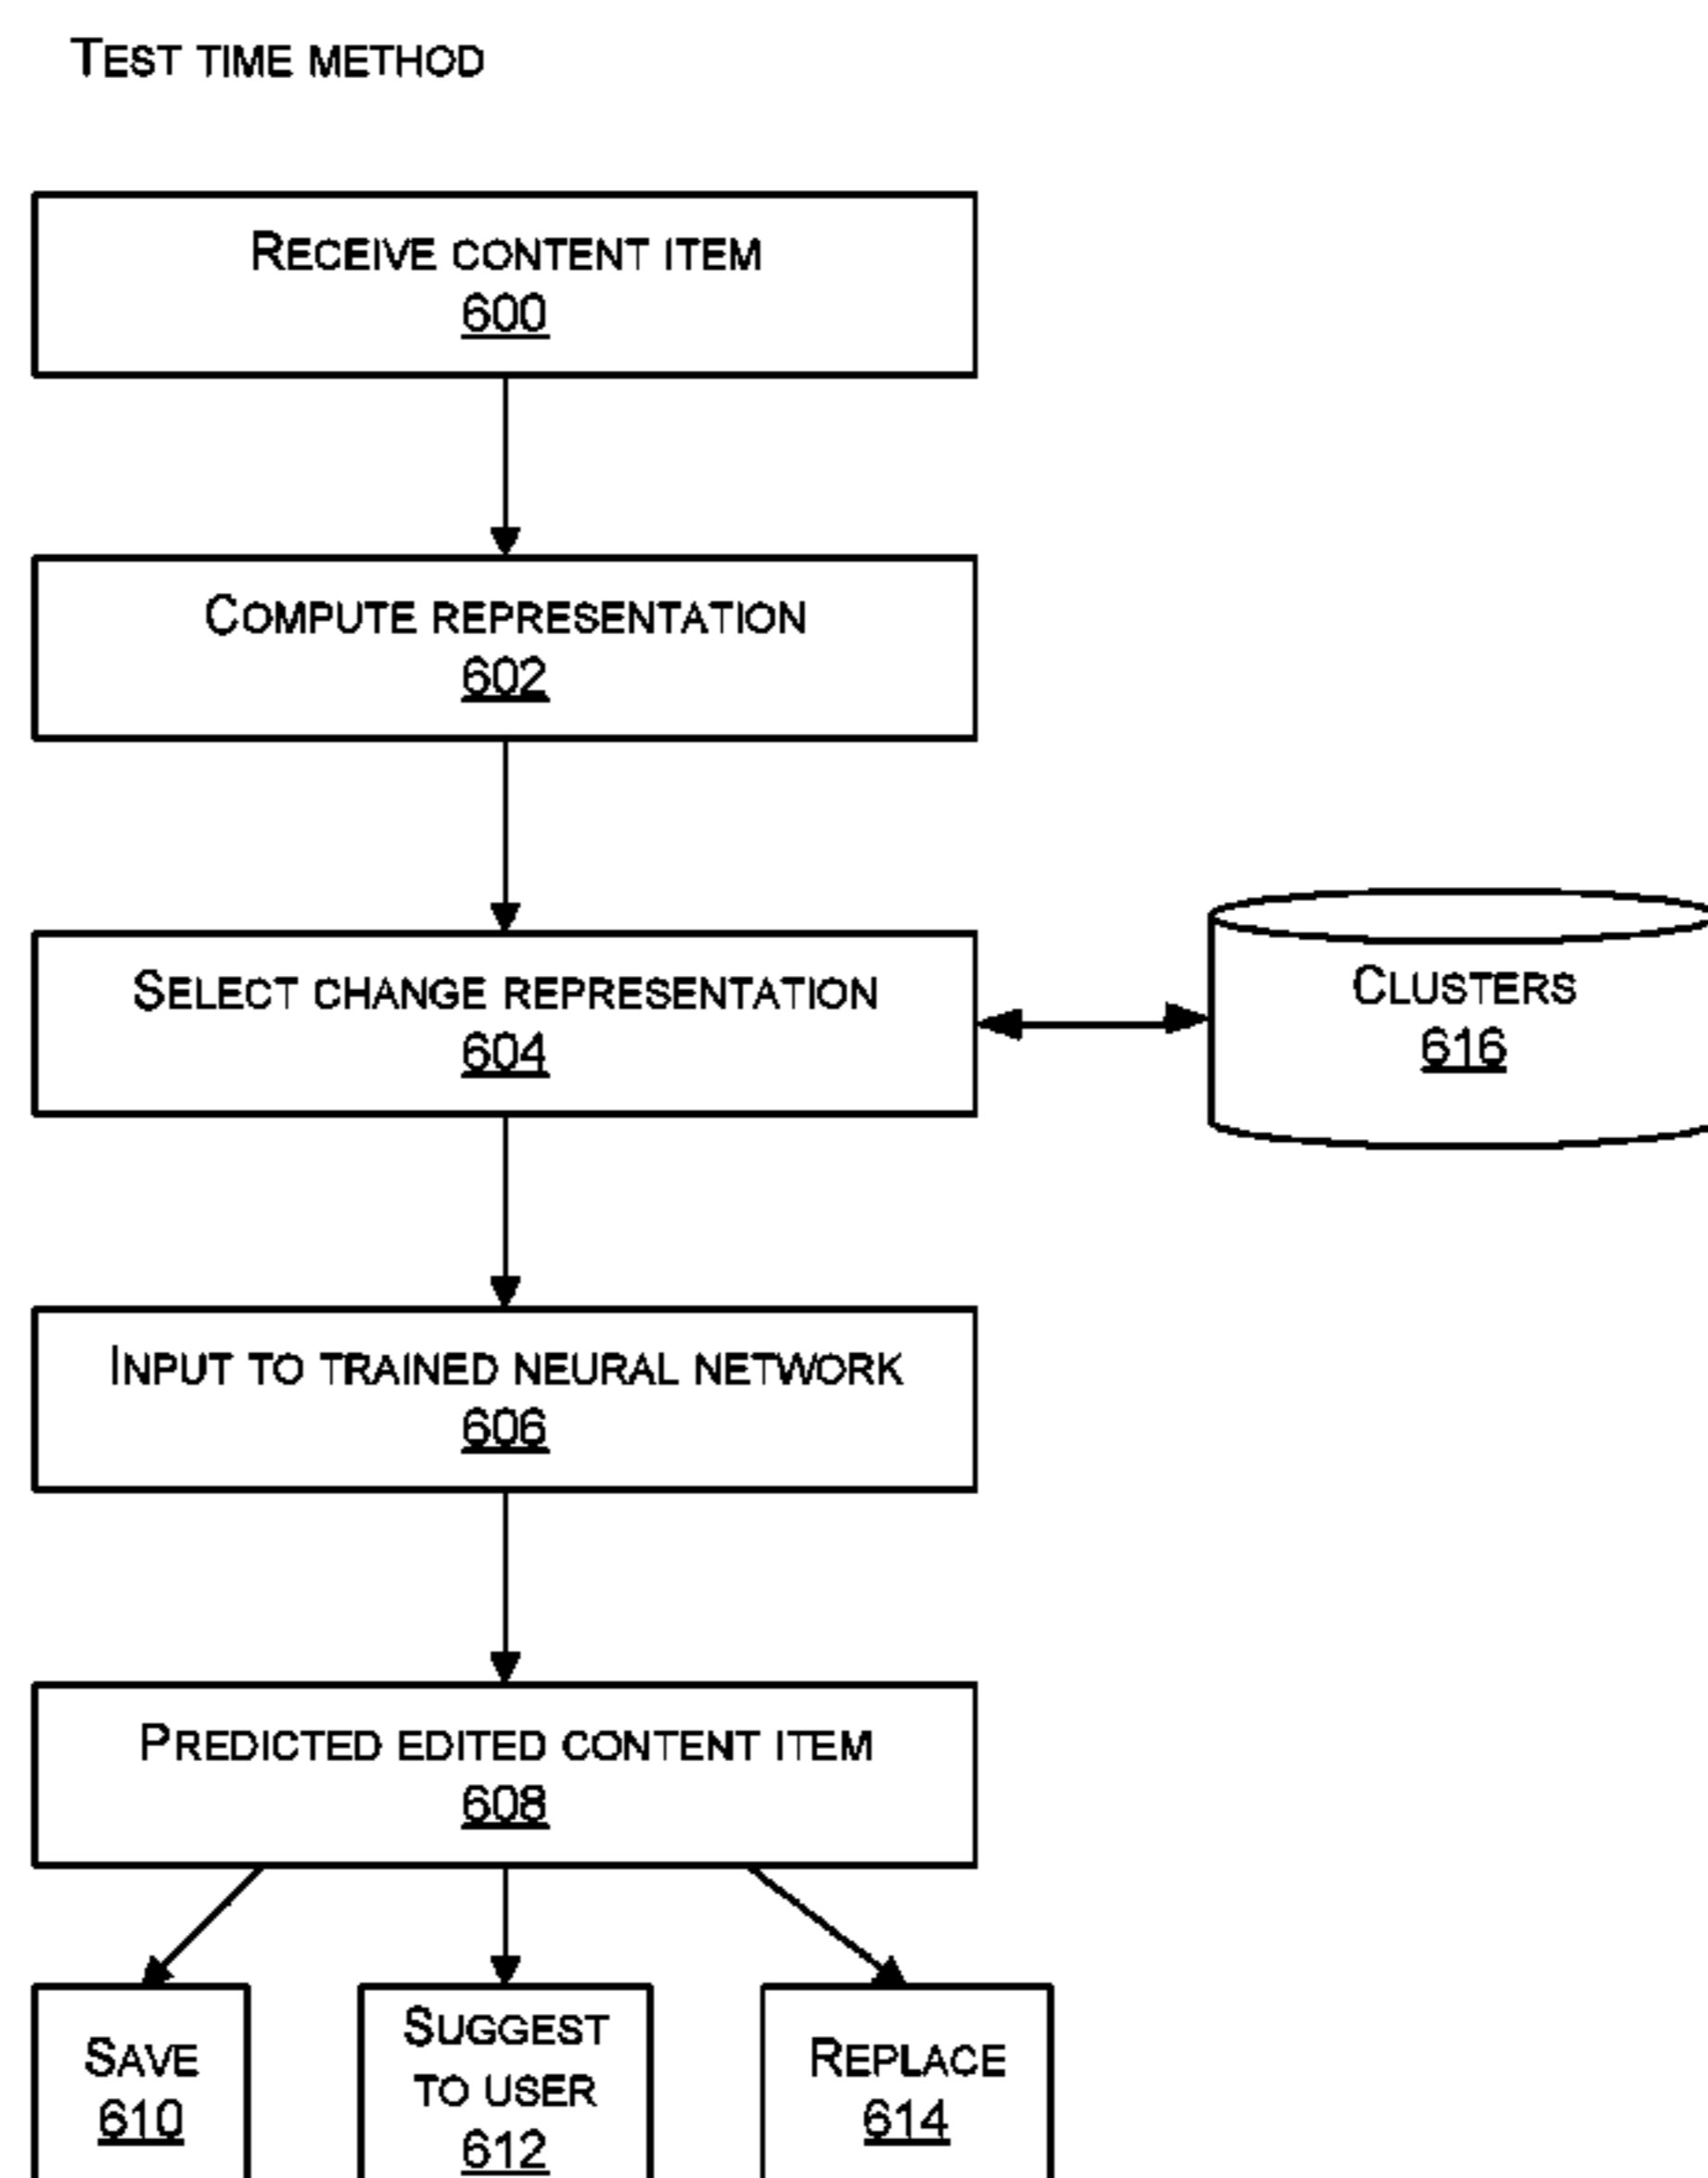 TEST TIME METHOD
RECEIVE CONTENT ITEM
600
COMPUTE REPRESENTATION
602
SELECT CHANGE REPRESENTATION
604
CLUSTERS
616
INPUT TO TRAINED NEURAL NETWORK
606
PREDICTED EDITED CONTENT ITEM
608
SAVE
610
SUGGEST
TO USER
612
REPLACE
614